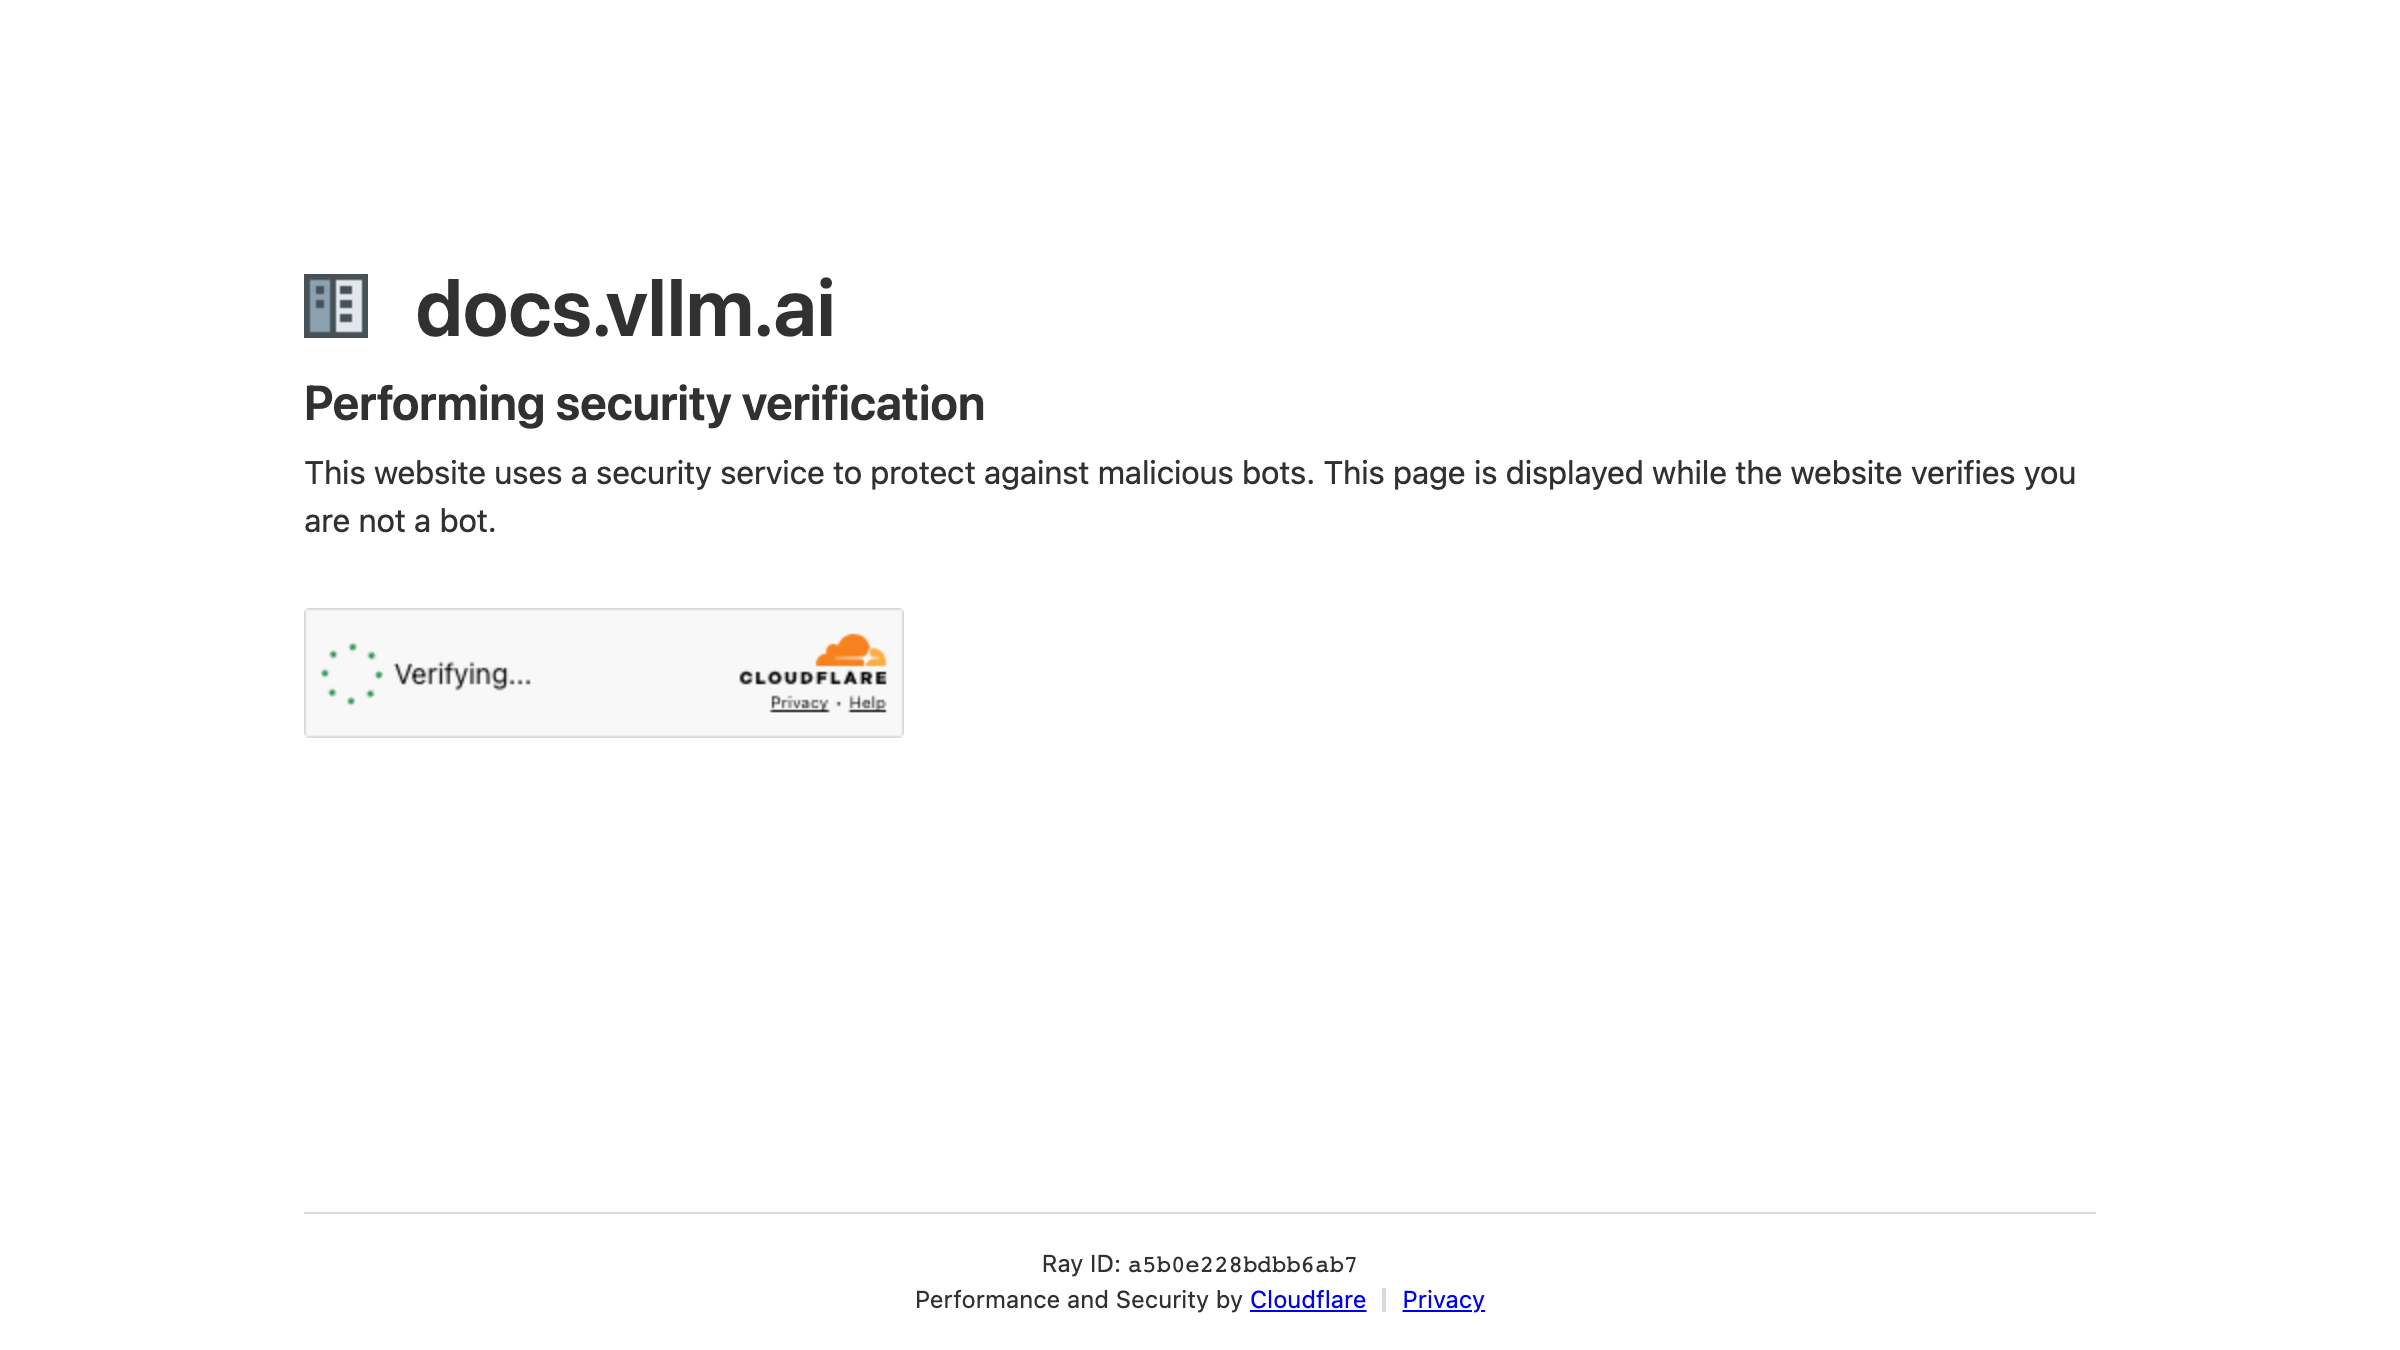 docs.vllm.ai
Performing security verification
This website uses a security service to protect against malicious bots. This page is displayed while the website verifies you
are not a bot.
Verifying...
CLOUDFLARE
Privacy • Help
Ray ID: a5b0e228bdbb6ab7
Performance and Security by Cloudflare | Privacy